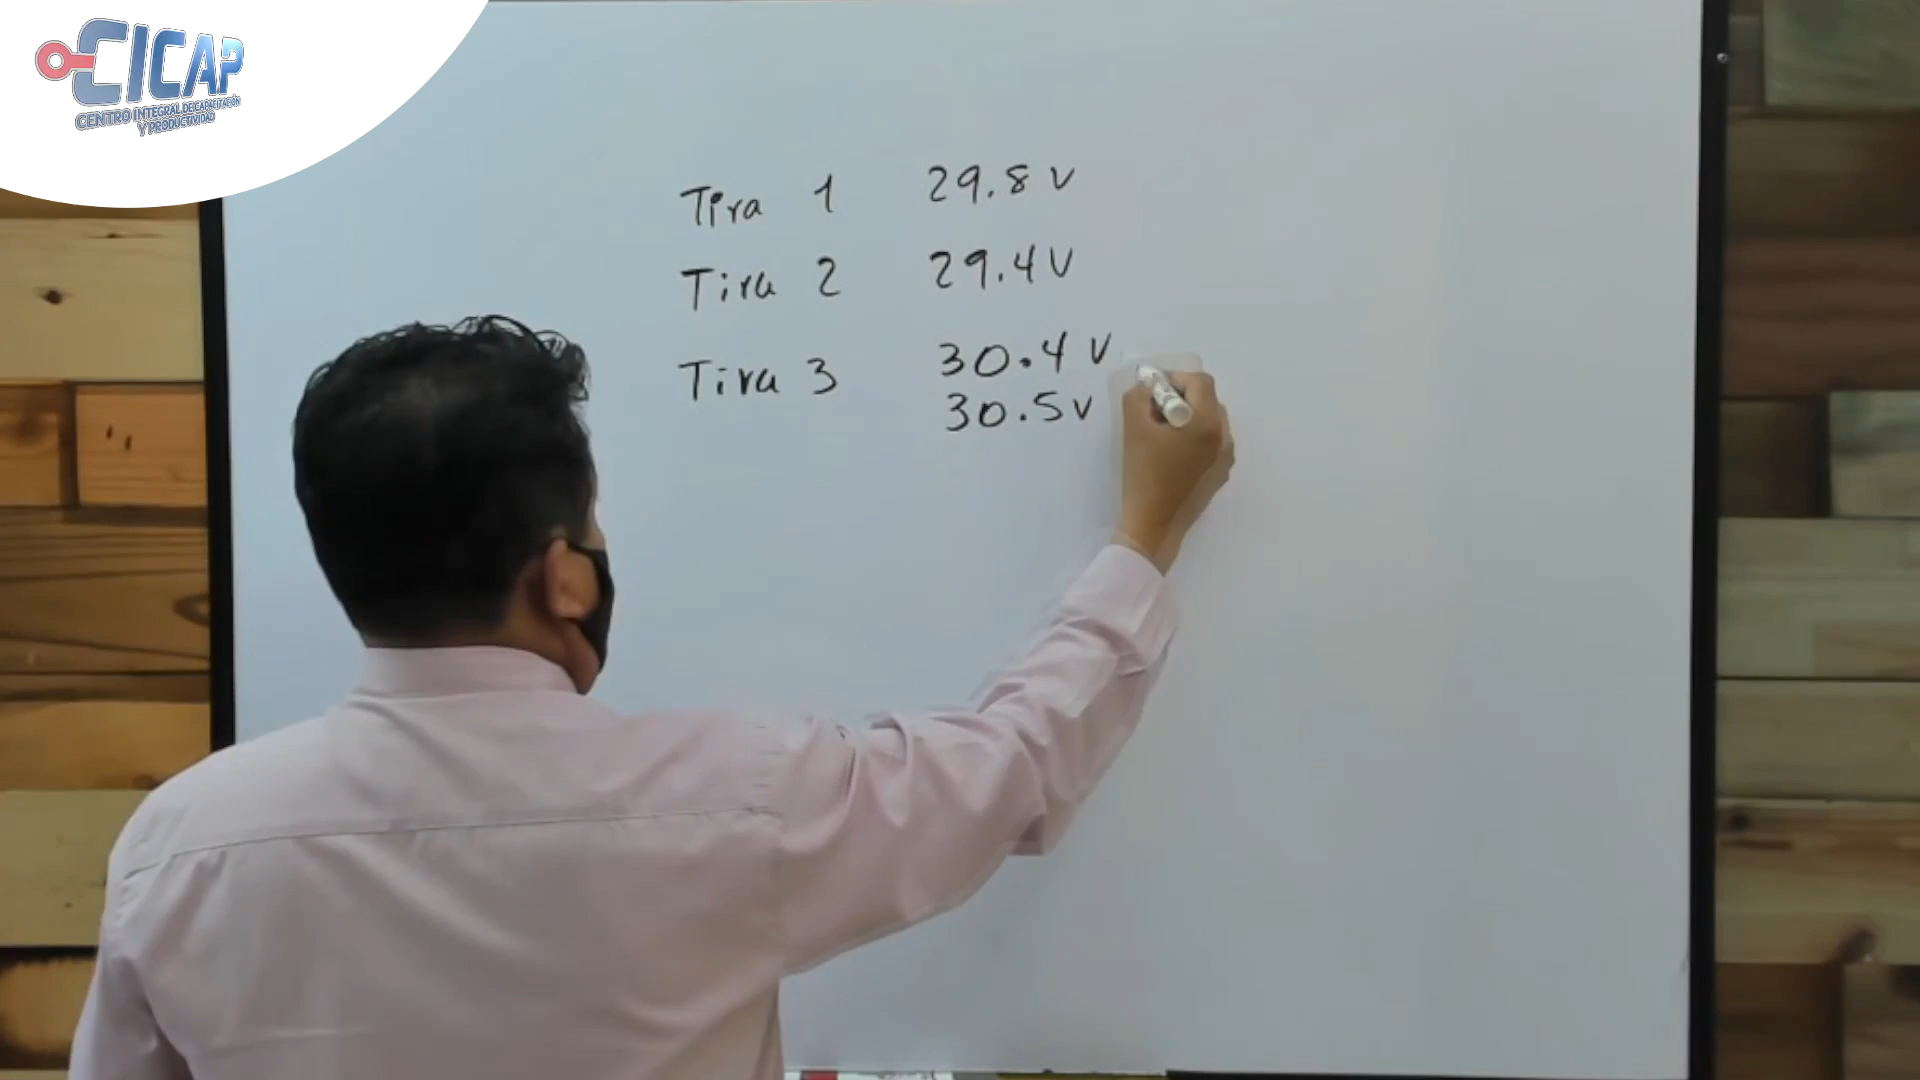 CICAP
CENTRO INTEGRAL DE CAPACITACIÓN
Y PRODUCTIVIDAD
Tira 1 29.8 V
Tira 2 29.4 V
Tira 3 30.4 V
30.5 V